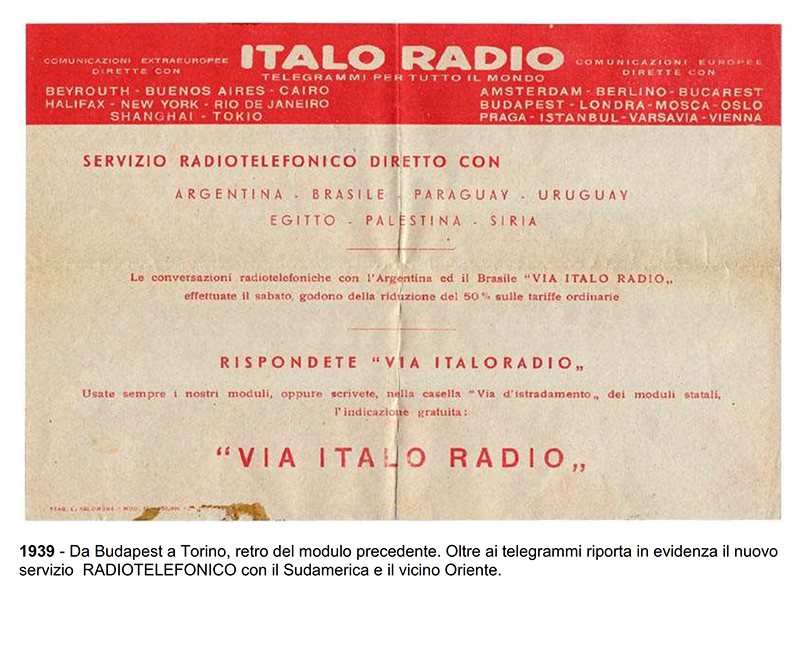 COMUNICAZIONI EXTRAEUROPEE
DIRETTE CON
BEYROUTH - BUENOS AIRES - CAIRO
HALIFAX - NEW YORK - RIO DE JANEIRO
SHANGHAI - TOKIO
ITALO RADIO
TELEGRAMMI PER TUTTO IL MONDO
COMUNICAZIONI EUROPEE
DIRETTE CON
AMSTERDAM - BERLINO - BUCAREST
BUDAPEST - LONDRA - MOSCA - OSLO
PRAGA - ISTANBUL - VARSAVIA - VIENNA
SERVIZIO RADIOTELEFONICO DIRETTO CON
ARGENTINA - BRASILE - PARAGUAY - URUGUAY
EGITTO - PALESTINA - SIRIA
Le conversazioni radiotelefoniche con l'Argentina ed il Brasile "VIA ITALO RADIO„
effettuate il sabato, godono della riduzione del 50 % sulle tariffe ordinarie
RISPONDETE "VIA ITALORADIO„
Usate sempre i nostri moduli, oppure scrivete, nella casella "Via d'istradamento„ dei moduli statali,
l'indicazione gratuita:
"VIA ITALO RADIO„
STAB. L. SALOMONE - MOD.
1939 - Da Budapest a Torino, retro del modulo precedente. Oltre ai telegrammi riporta in evidenza il nuovo
servizio RADIOTELEFONICO con il Sudamerica e il vicino Oriente.